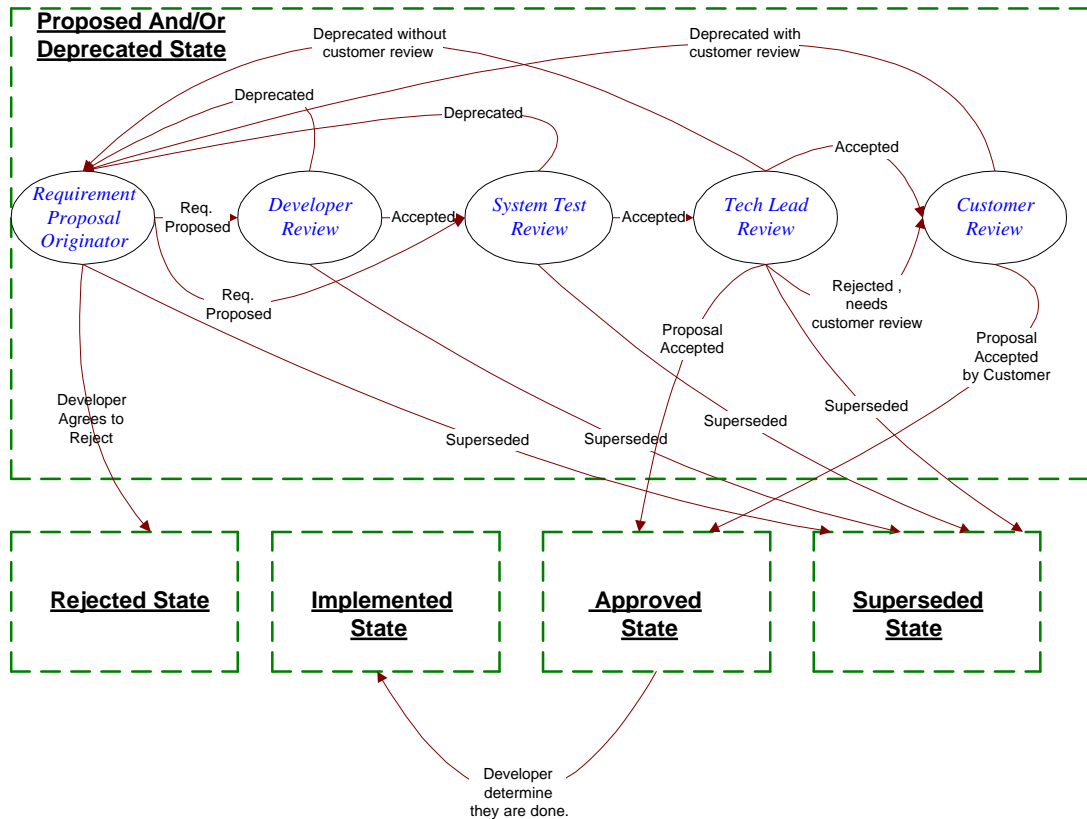 Proposed And/Or
Deprecated State
Deprecated without
customer review
Deprecated with
customer review
Deprecated
Deprecated
Accepted
Requirement
Proposal
Originator
Req.
Proposed
Developer
Review
Accepted
System Test
Review
Accepted
Tech Lead
Review
Customer
Review
Req.
Proposed
Rejected ,
needs
customer review
Proposal
Accepted
Proposal
Accepted
by Customer
Developer
Agrees to
Reject
Superseded
Superseded
Superseded
Superseded
Rejected State
Implemented
State
Approved
State
Superseded
State
Developer
determine
they are done.